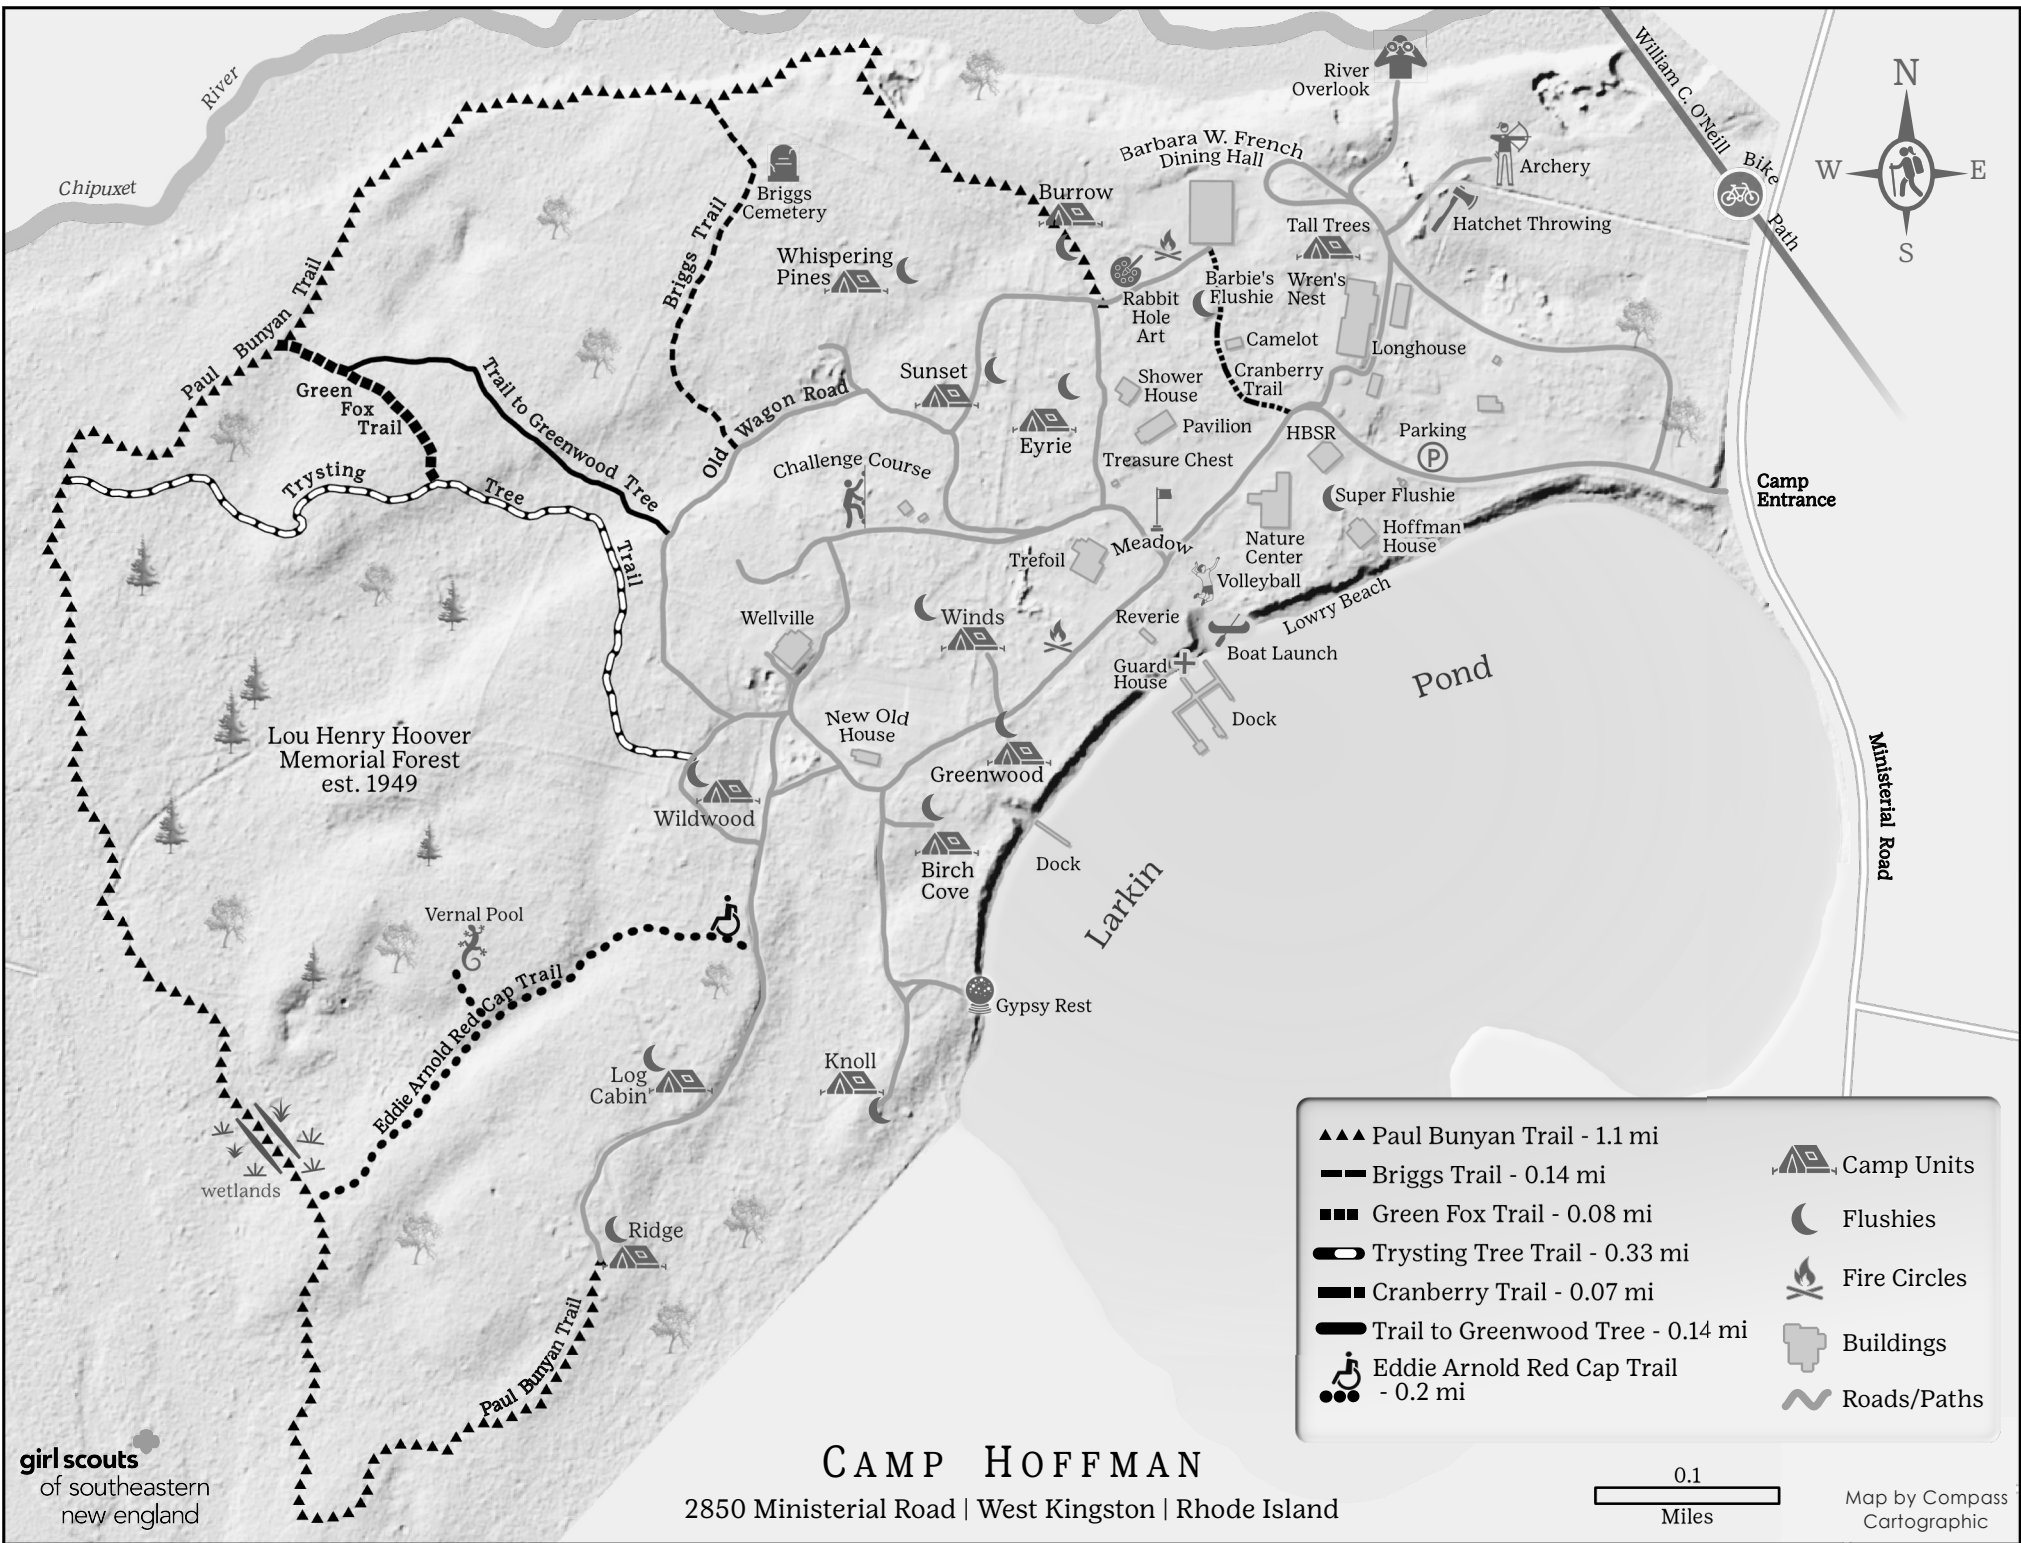 River
Chipuxet
River
Overlook
Barbara W. French
Dining Hall
Archery
Hatchet Throwing
William C. O'Neill
Bike
Path
N
W
E
S
Briggs
Cemetery
Burrow
Tall Trees
Briggs Trail
Whispering
Pines
Rabbit
Hole
Art
Barbie's
Flushie
Wren's
Nest
Camelot
Longhouse
Cranberry
Trail
Paul Bunyan Trail
Green
Fox
Trail
Trail to Greenwood Tree
Old Wagon Road
Sunset
Eyrie
Shower
House
Pavilion
HBSR
Parking
P
Treasure Chest
Challenge Course
Trysting Tree Trail
Super Flushie
Camp
Entrance
Hoffman
House
Nature
Center
Meadow
Trefoil
Volleyball
Lowry Beach
Reverie
Boat Launch
Guard
House
Dock
Wellville
Winds
New Old
House
Greenwood
Pond
Larkin
Ministerial Road
Lou Henry Hoover
Memorial Forest
est. 1949
Wildwood
Birch
Cove
Dock
Vernal Pool
Eddie Arnold Red Cap Trail
Gypsy Rest
Log
Cabin
Knoll
wetlands
Ridge
Paul Bunyan Trail
Paul Bunyan Trail - 1.1 mi
Briggs Trail - 0.14 mi
Green Fox Trail - 0.08 mi
Trysting Tree Trail - 0.33 mi
Cranberry Trail - 0.07 mi
Trail to Greenwood Tree - 0.14 mi
Eddie Arnold Red Cap Trail
- 0.2 mi
Camp Units
Flushies
Fire Circles
Buildings
Roads/Paths
girl scouts
of southeastern
new england
CAMP HOFFMAN
2850 Ministerial Road | West Kingston | Rhode Island
0.1
Miles
Map by Compass
Cartographic